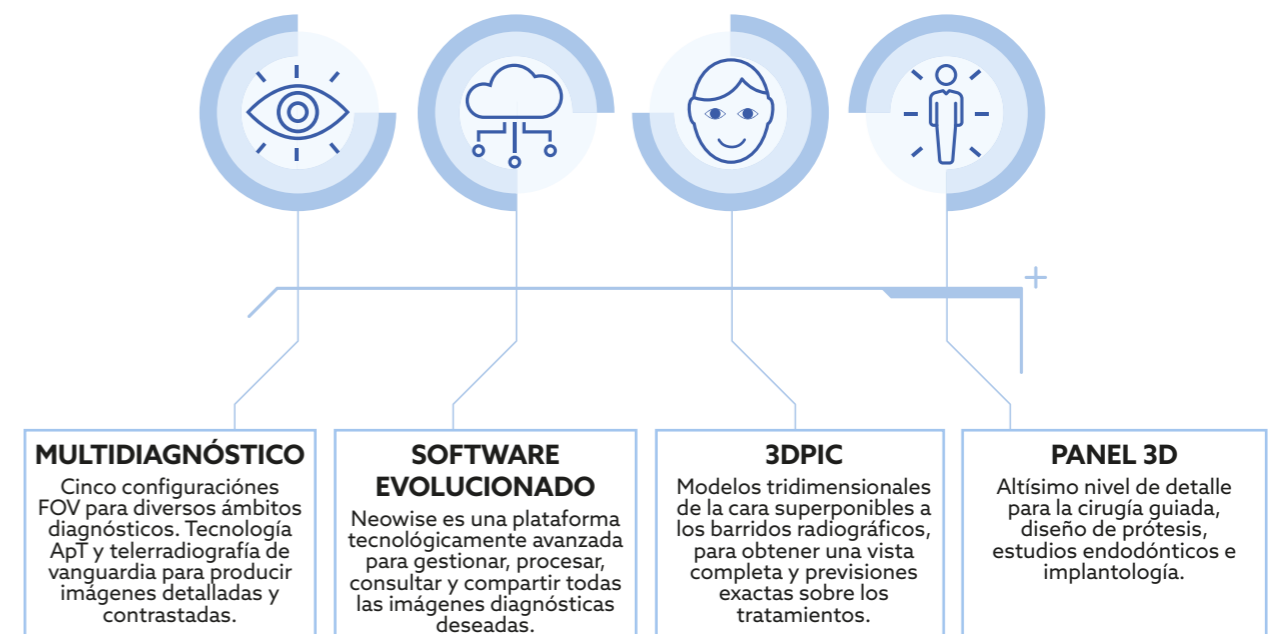 MULTIDIAGNÓSTICO
Cinco configuraciónes
FOV para diversos ámbitos
diagnósticos. Tecnología
ApT y telerradiografía de
vanguardia para producir
imágenes detalladas y
contrastadas.
SOFTWARE
EVOLUCIONADO
Neowise es una plataforma
tecnológicamente avanzada
para gestionar, procesar,
consultar y compartir todas
las imágenes diagnósticas
deseadas.
3DPIC
Modelos tridimensionales
de la cara superponibles a
los barridos radiográficos,
para obtener una vista
completa y previsiones
exactas sobre los
tratamientos.
PANEL 3D
Altísimo nivel de detalle
para la cirugía guiada,
diseño de prótesis,
estudios endodónticos e
implantología.